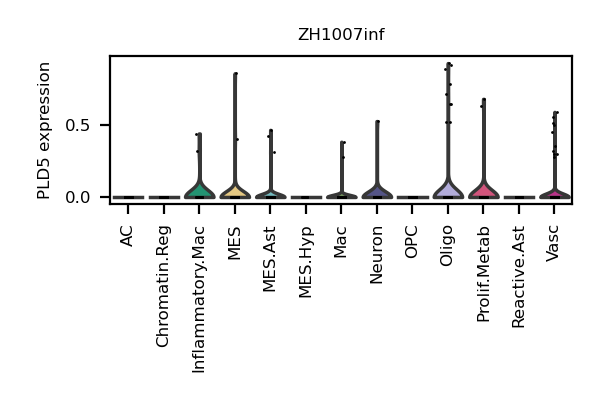 ZH1007inf
PLD5 expression
0.5
0.0
AC
Chromatin.Reg
Inflammatory.Mac
MES
MES.Ast
MES.Hyp
Mac
Neuron
OPC
Oligo
Prolif.Metab
Reactive.Ast
Vasc